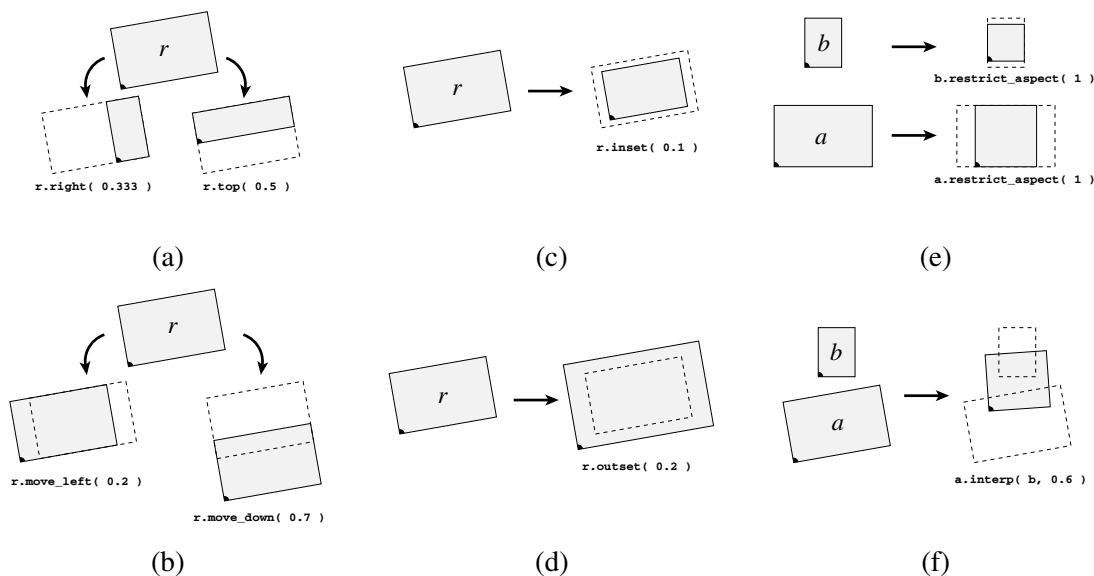 r
r.right( 0.333 )
r.top( 0.5 )
(a)
r
r.inset( 0.1 )
(c)
b
b.restrict_aspect( 1 )
a
a.restrict_aspect( 1 )
(e)
r
r.move_left( 0.2 )
r.move_down( 0.7 )
(b)
r
r.outset( 0.2 )
(d)
b
a
a.interp( b, 0.6 )
(f)